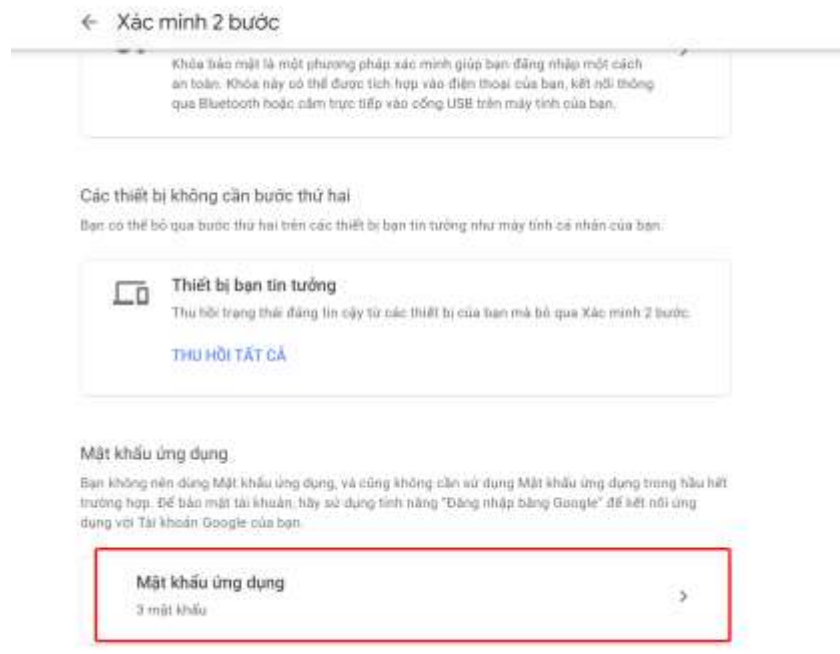 Xác minh 2 bước
Khóa bảo mật là một phương pháp xác minh giúp bạn đăng nhập một cách
an toàn. Khóa này có thể được tích hợp vào điện thoại của bạn, kết nối thông
qua Bluetooth hoặc cắm trực tiếp vào cổng USB trên máy tính của bạn.
Các thiết bị không cần bước thứ hai
Bạn có thể bỏ qua bước thứ hai trên các thiết bị bạn tin tưởng như máy tính cá nhân của bạn.
Thiết bị bạn tin tưởng
Thu hồi trạng thái đáng tin cậy từ các thiết bị của bạn mà bỏ qua Xác minh 2 bước.
THU HỒI TẤT CẢ
Mật khẩu ứng dụng
Bạn không nên dùng Mật khẩu ứng dụng, và cũng không cần sử dụng Mật khẩu ứng dụng trong hầu hết
trường hợp. Để bảo mật tài khoản, hãy sử dụng tính năng "Đăng nhập bằng Google" để kết nối ứng
dụng với Tài khoản Google của bạn.
Mật khẩu ứng dụng
3 mật khẩu